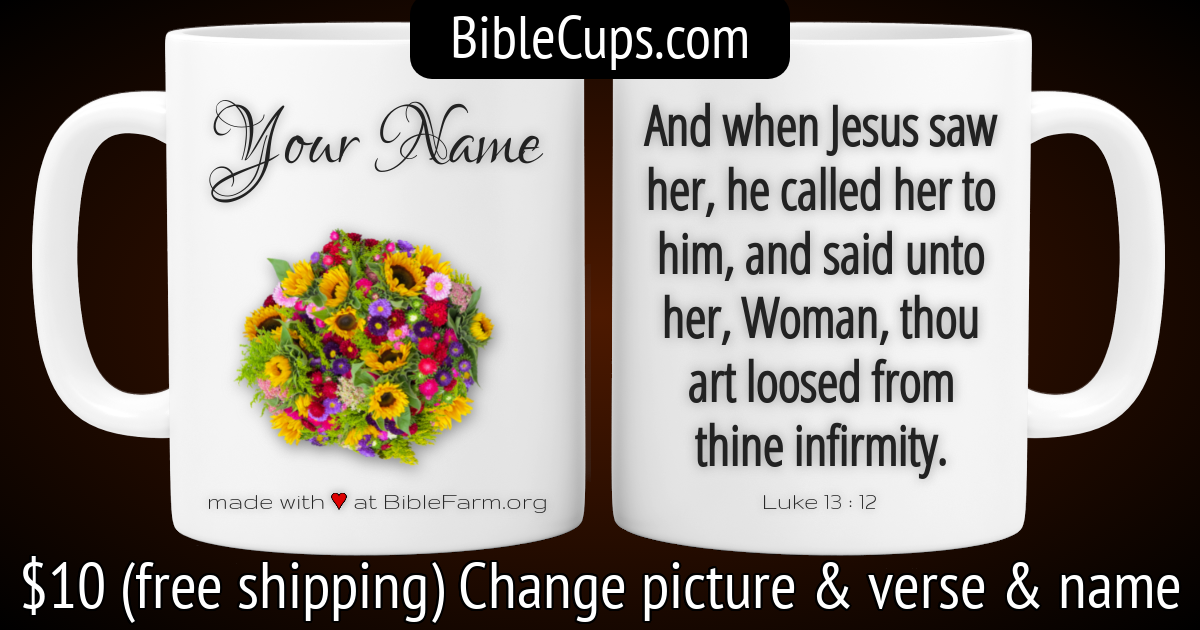 BibleCups.com
Your Name
made with ♥ at BibleFarm.org
And when Jesus saw
her, he called her to
him, and said unto
her, Woman, thou
art loosed from
thine infirmity.
Luke 13 : 12
$10 (free shipping) Change picture & verse & name